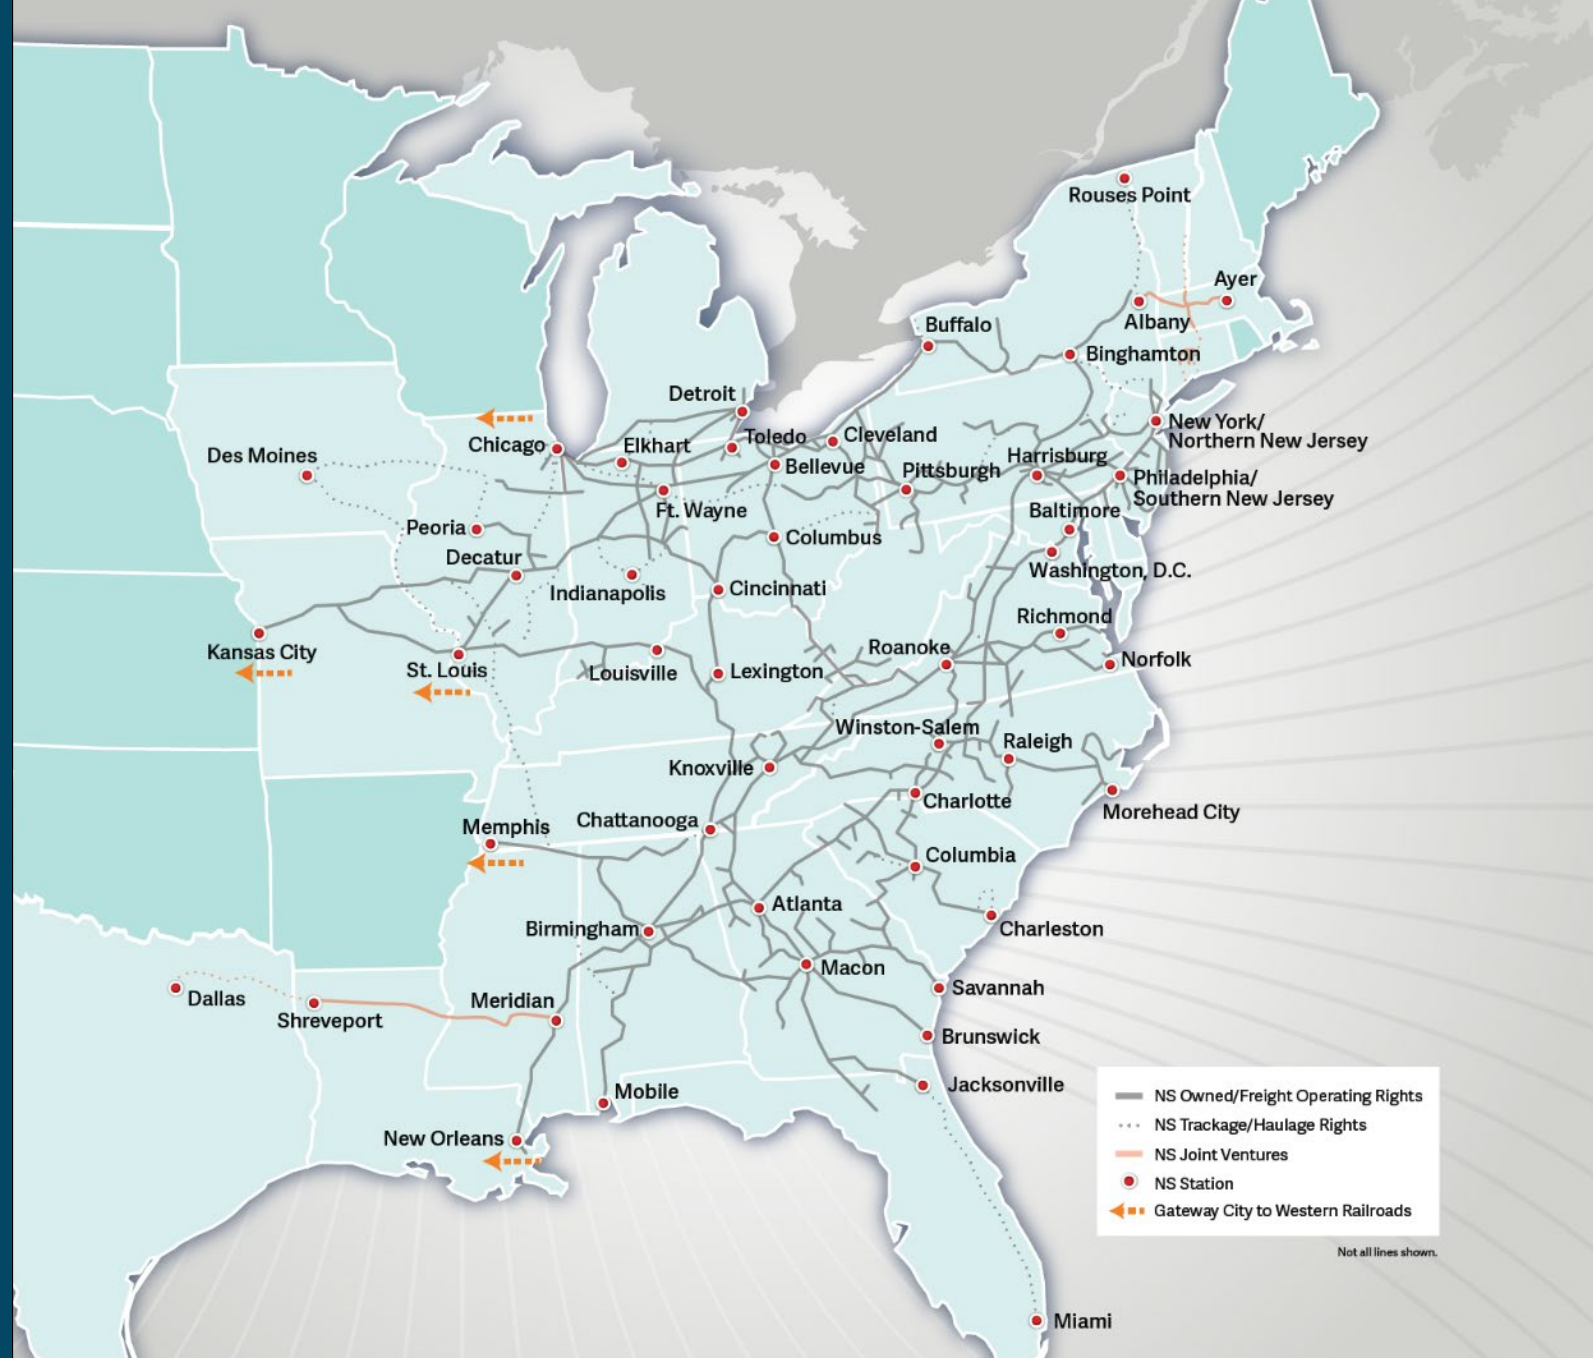 Rouses Point
Ayer
Albany
Buffalo
Binghamton
Detroit
New York/
Northern New Jersey
Toledo
Cleveland
Chicago
Elkhart
Des Moines
Bellevue
Pittsburgh
Harrisburg
Philadelphia/
Southern New Jersey
Ft. Wayne
Baltimore
Peoria
Columbus
Decatur
Washington, D.C.
Indianapolis
Cincinnati
Richmond
Kansas City
Roanoke
Norfolk
St. Louis
Louisville
Lexington
Winston-Salem
Raleigh
Knoxville
Charlotte
Morehead City
Memphis
Chattanooga
Columbia
Atlanta
Birmingham
Charleston
Macon
Dallas
Shreveport
Meridian
Savannah
Brunswick
Jacksonville
Mobile
New Orleans
Miami
NS Owned/Freight Operating Rights
NS Trackage/Haulage Rights
NS Joint Ventures
NS Station
Gateway City to Western Railroads
Not all lines shown.